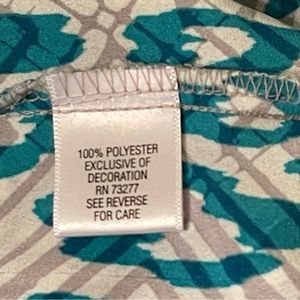 100% POLYESTER
EXCLUSIVE OF
DECORATION
RN 73277
SEE REVERSE
FOR CARE